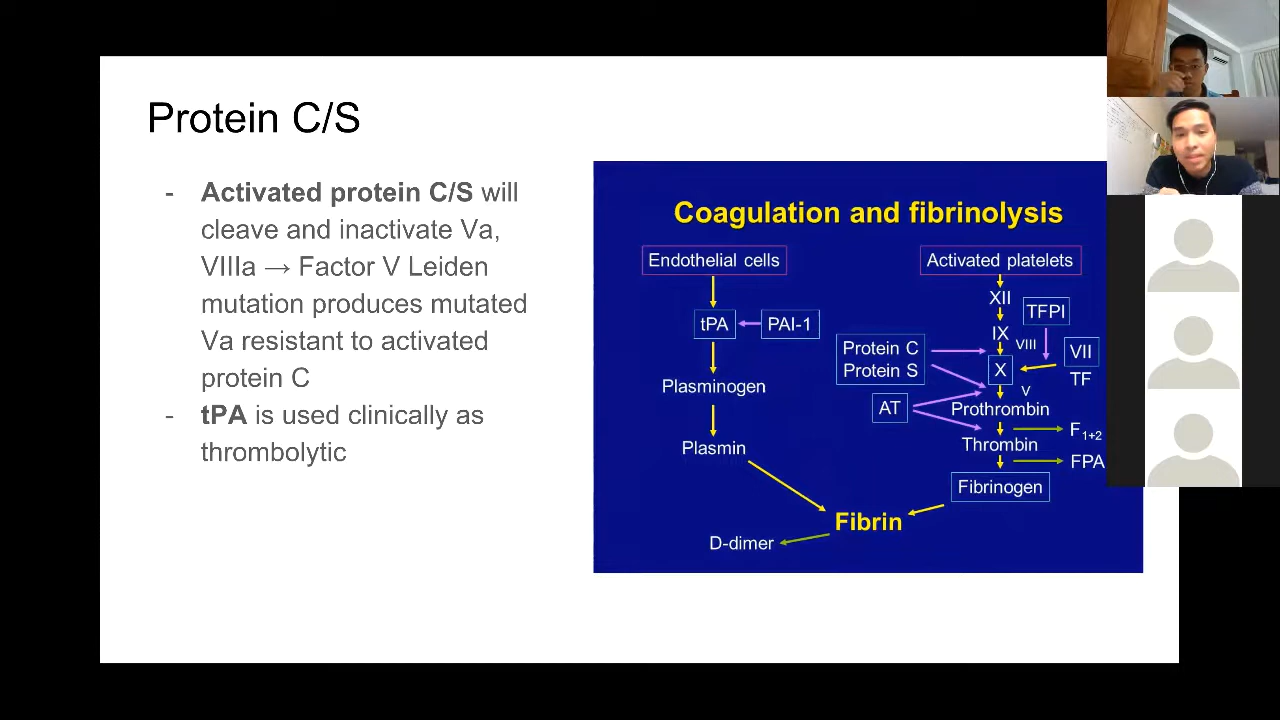 Protein C/S
- Activated protein C/S will
cleave and inactivate Va,
VIIIa → Factor V Leiden
mutation produces mutated
Va resistant to activated
protein C
- tPA is used clinically as
thrombolytic
Coagulation and fibrinolysis
Endothelial cells
Activated platelets
XII
TFPI
tPA
PAI-1
IX
VIII
Protein C
Protein S
VII
X
TF
Plasminogen
V
AT
Prothrombin
F1+2
Thrombin
Plasmin
FPA
Fibrinogen
Fibrin
D-dimer